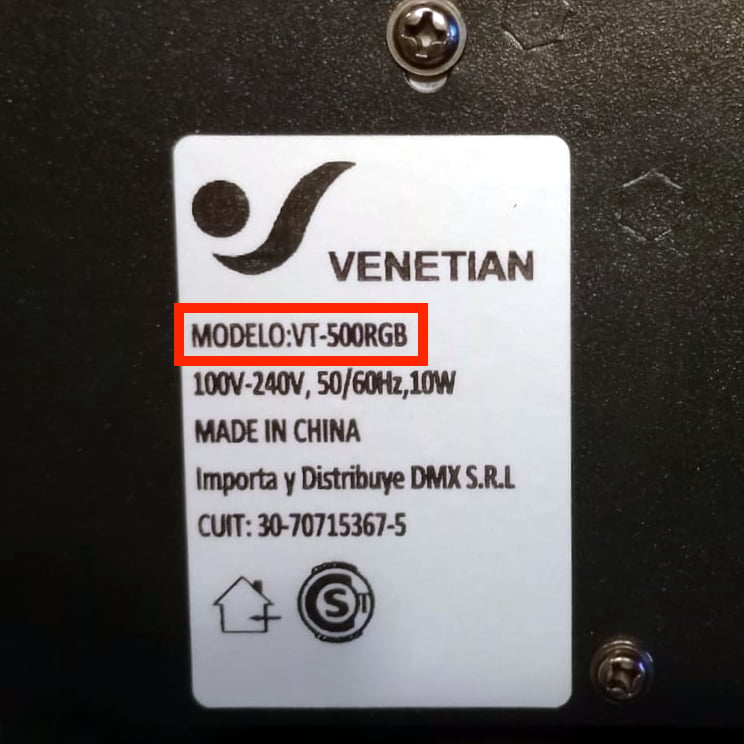 VENETIAN
MODELO:VT-500RGB
100V-240V, 50/60Hz,10W
MADE IN CHINA
Importa y Distribuye DMX S.R.L
CUIT: 30-70715367-5
S T